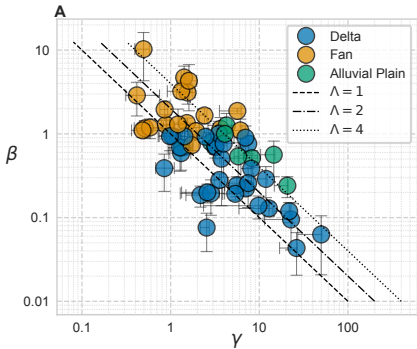 A
Delta
Fan
Alluvial Plain
Λ = 1
Λ = 2
Λ = 4
10
1
0.1
0.01
β
0.1
1
10
100
γ